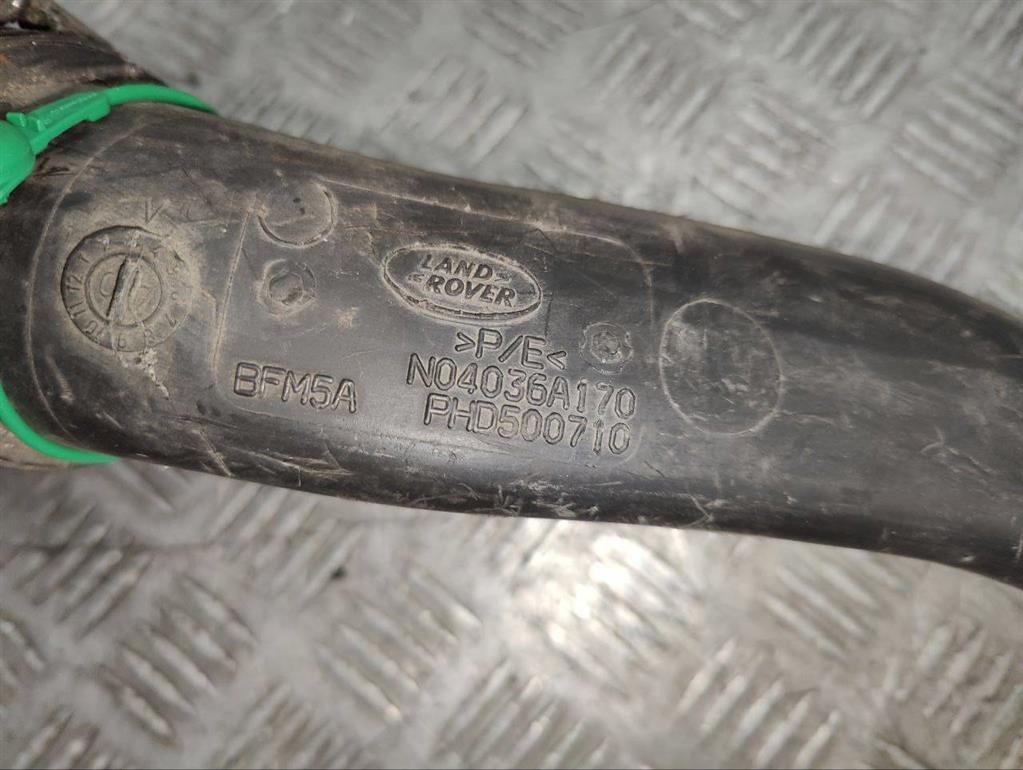 LAND
ROVER
>P/E<
BFM5A
N04036A170
PHD500710